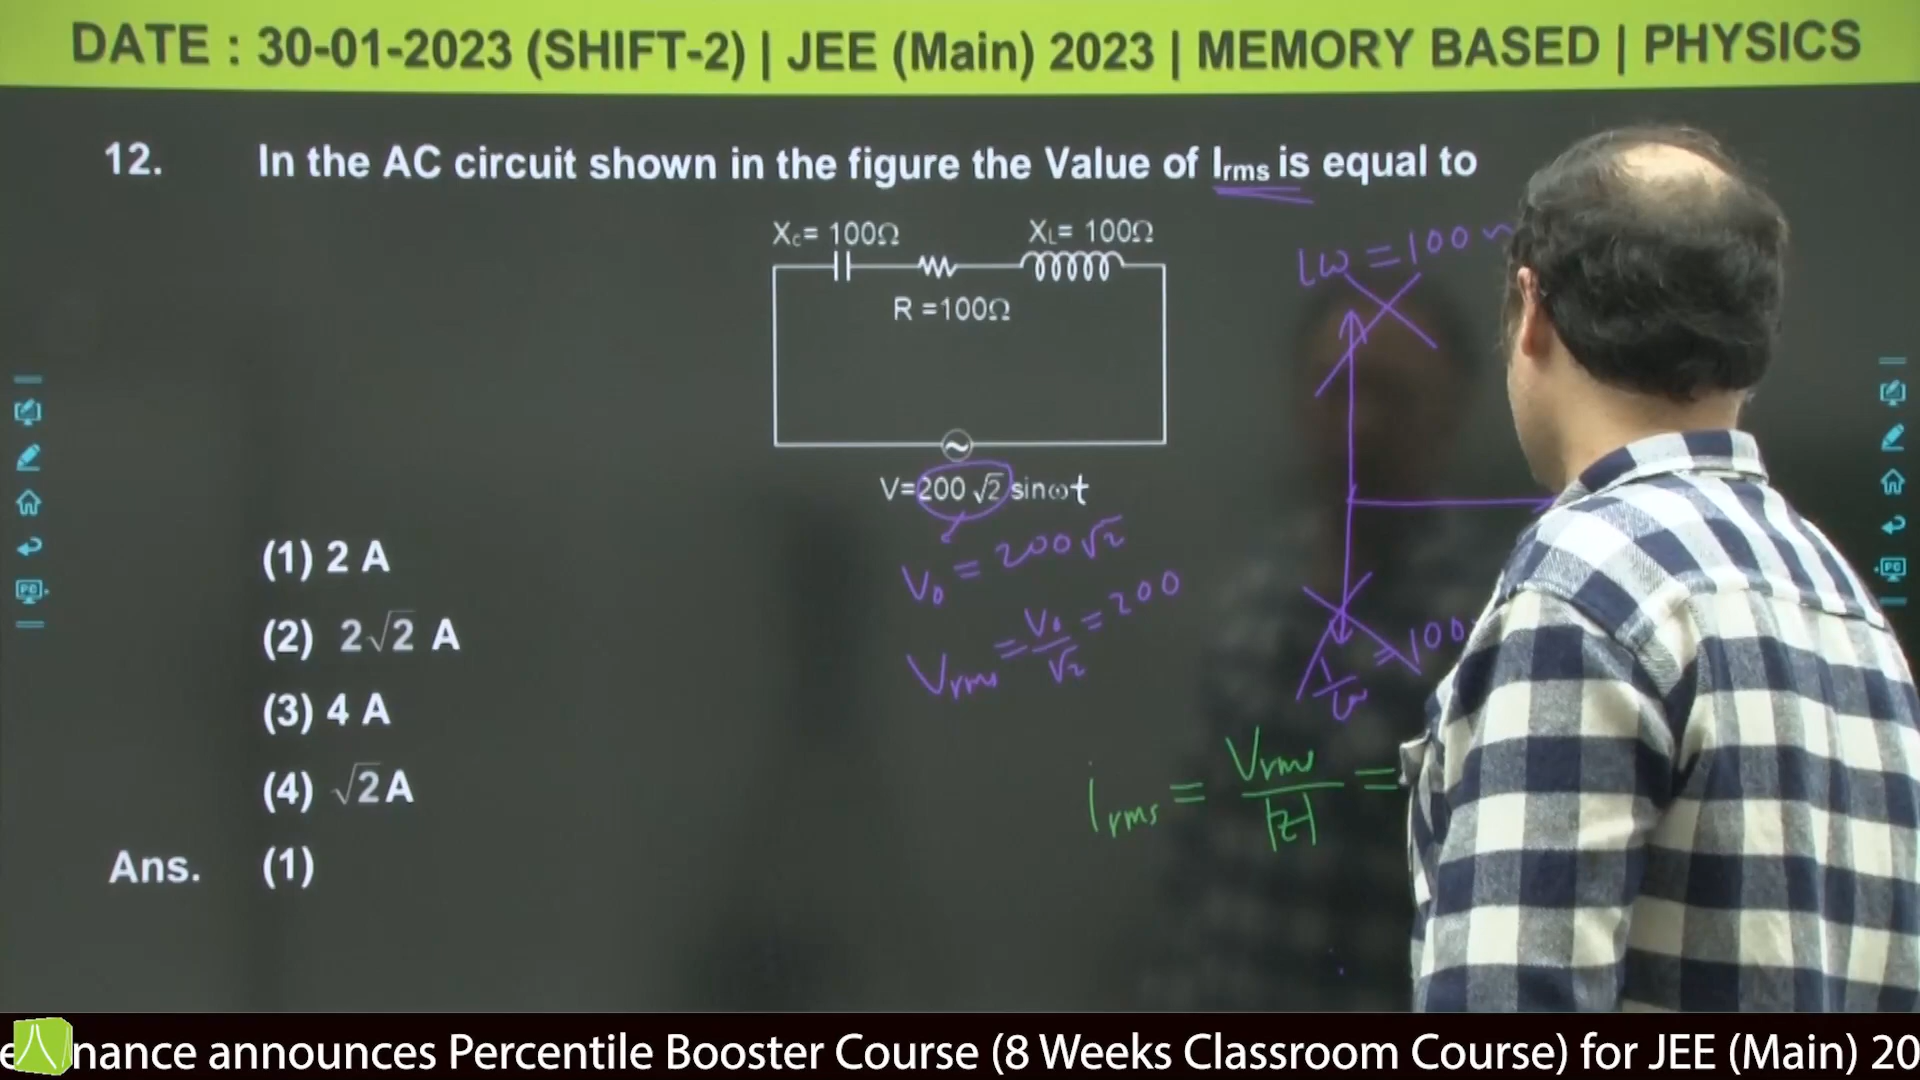 DATE : 30-01-2023 (SHIFT-2) | JEE (Main) 2023 | MEMORY BASED | PHYSICS
12. In the AC circuit shown in the figure the Value of Irms is equal to
Xc= 100Ω
XL= 100Ω
R =100Ω
V=200√2 sinωt
Lω = 100
V0 = 200√2
Vrms = V0/√2 = 200
= 100
Irms = Vrms/|z| =
(1) 2 A
(2) 2√2 A
(3) 4 A
(4) √2 A
Ans. (1)
PC
PC
nance announces Percentile Booster Course (8 Weeks Classroom Course) for JEE (Main) 20